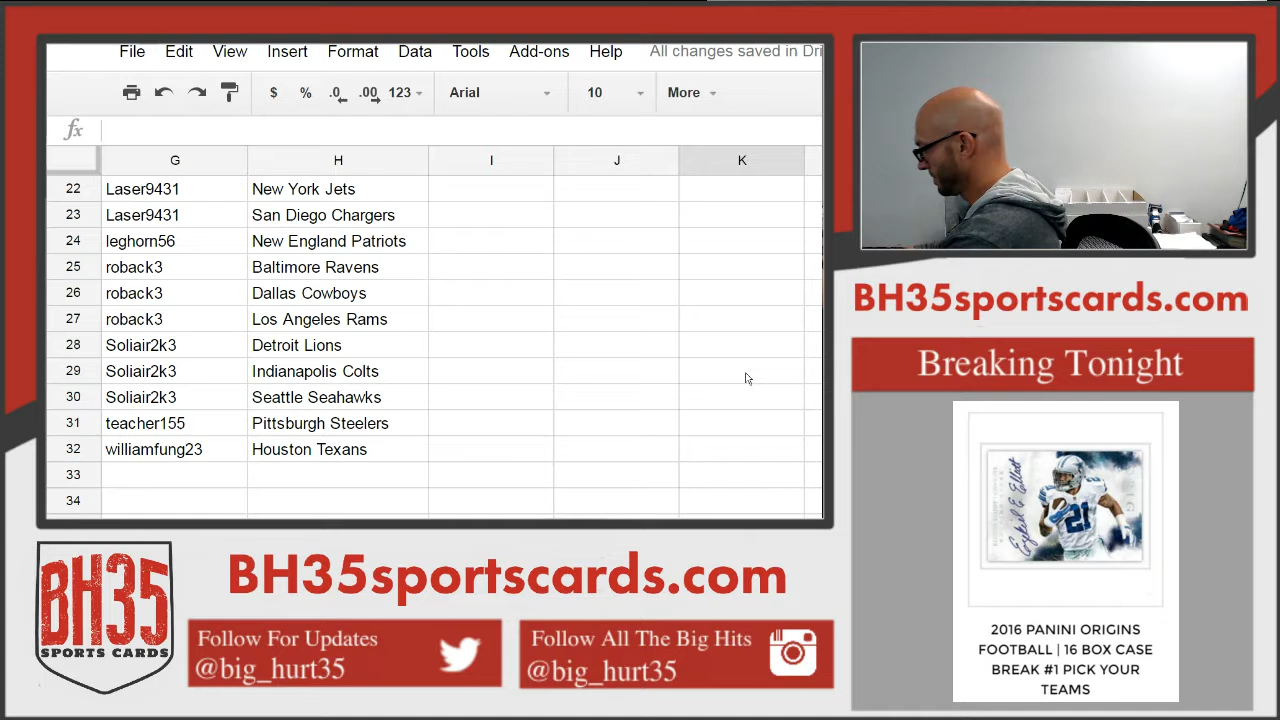 File Edit View Insert Format Data Tools Add-ons Help All changes saved in Dri
$ % .0 .00 123 Arial 10 More
fx
G H I J K
22 Laser9431 New York Jets
23 Laser9431 San Diego Chargers
24 leghorn56 New England Patriots
25 roback3 Baltimore Ravens
26 roback3 Dallas Cowboys
27 roback3 Los Angeles Rams
28 Soliair2k3 Detroit Lions
29 Soliair2k3 Indianapolis Colts
30 Soliair2k3 Seattle Seahawks
31 teacher155 Pittsburgh Steelers
32 williamfung23 Houston Texans
33
34
BH35sportscards.com
Breaking Tonight
21
2016 PANINI ORIGINS
FOOTBALL | 16 BOX CASE
BREAK #1 PICK YOUR
TEAMS
BH35
SPORTS CARDS
BH35sportscards.com
Follow For Updates
@big_hurt35
Follow All The Big Hits
@big_hurt35